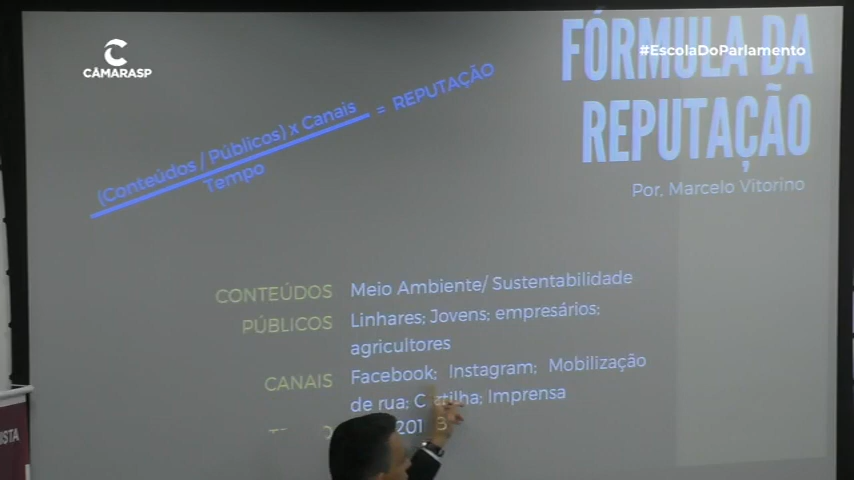 CÂMARASP
#EscolaDoParlamento
FÓRMULA DA
REPUTAÇÃO
Por. Marcelo Vitorino
(Conteúdos / Públicos) x Canais
Tempo
= REPUTAÇÃO
CONTEÚDOS Meio Ambiente/ Sustentabilidade
PÚBLICOS Linhares; Jovens; empresários;
agricultores
CANAIS Facebook; Instagram; Mobilização
de rua; Imprensa